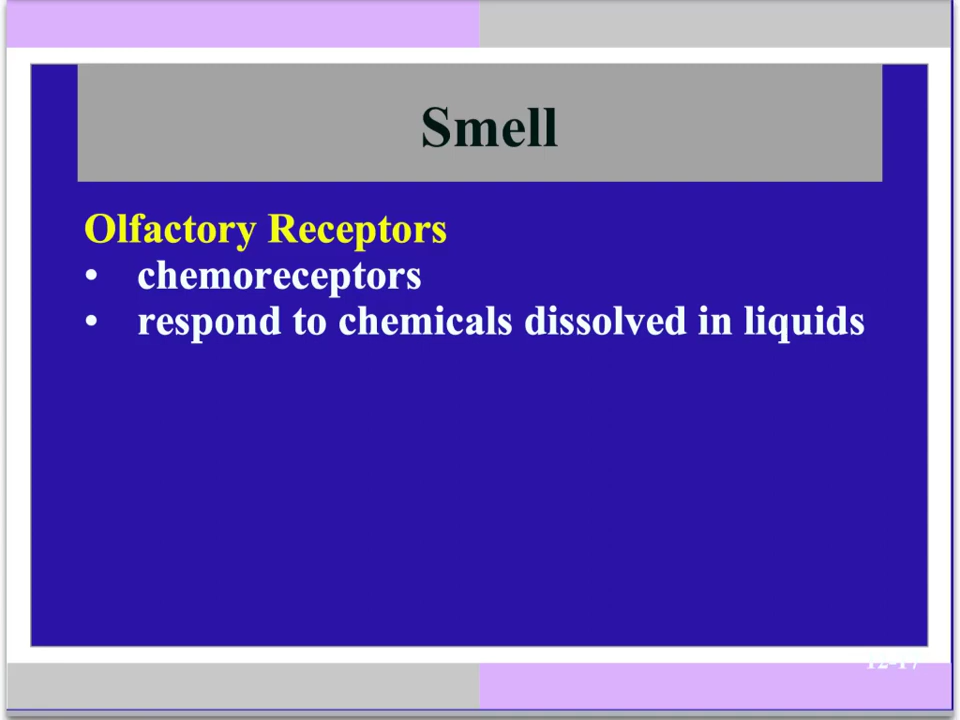 Smell
Olfactory Receptors
• chemoreceptors
• respond to chemicals dissolved in liquids